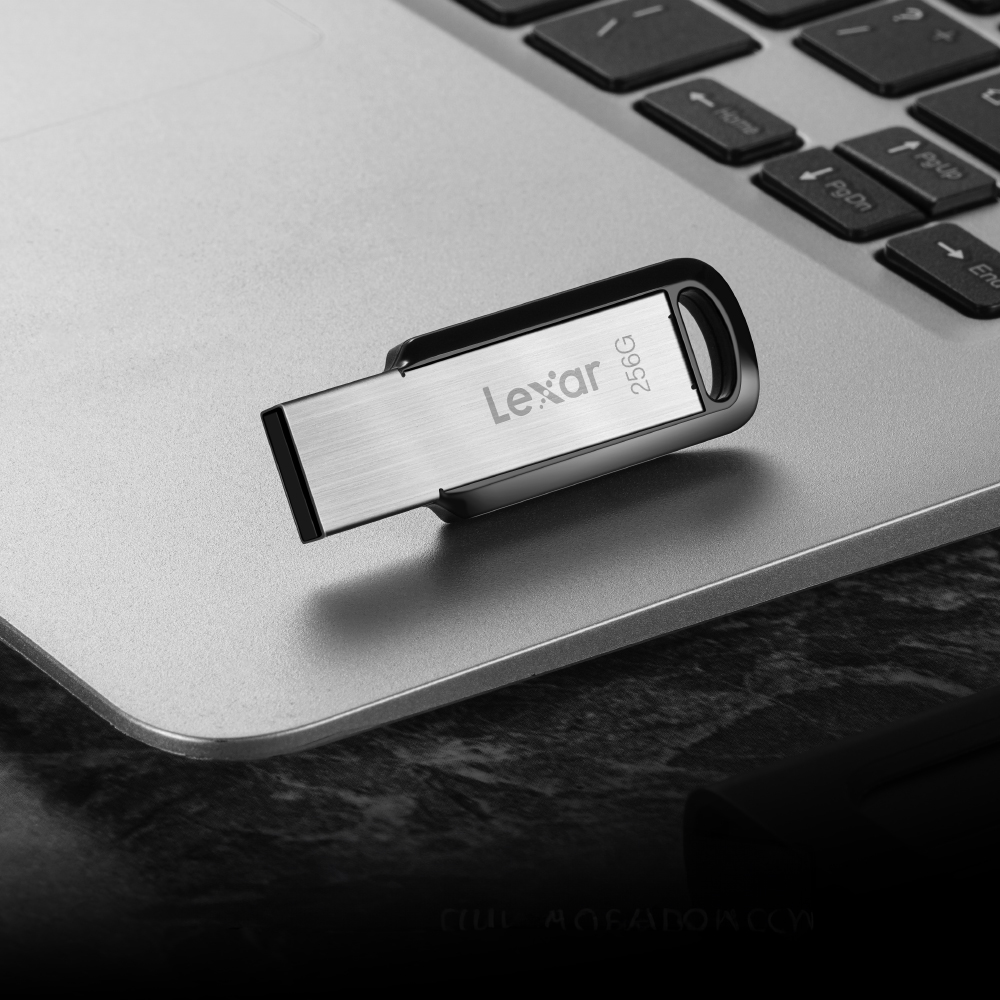 ?
+
← Home
↑ PgUp
↓ PgDn
→ End
Lexar
256G